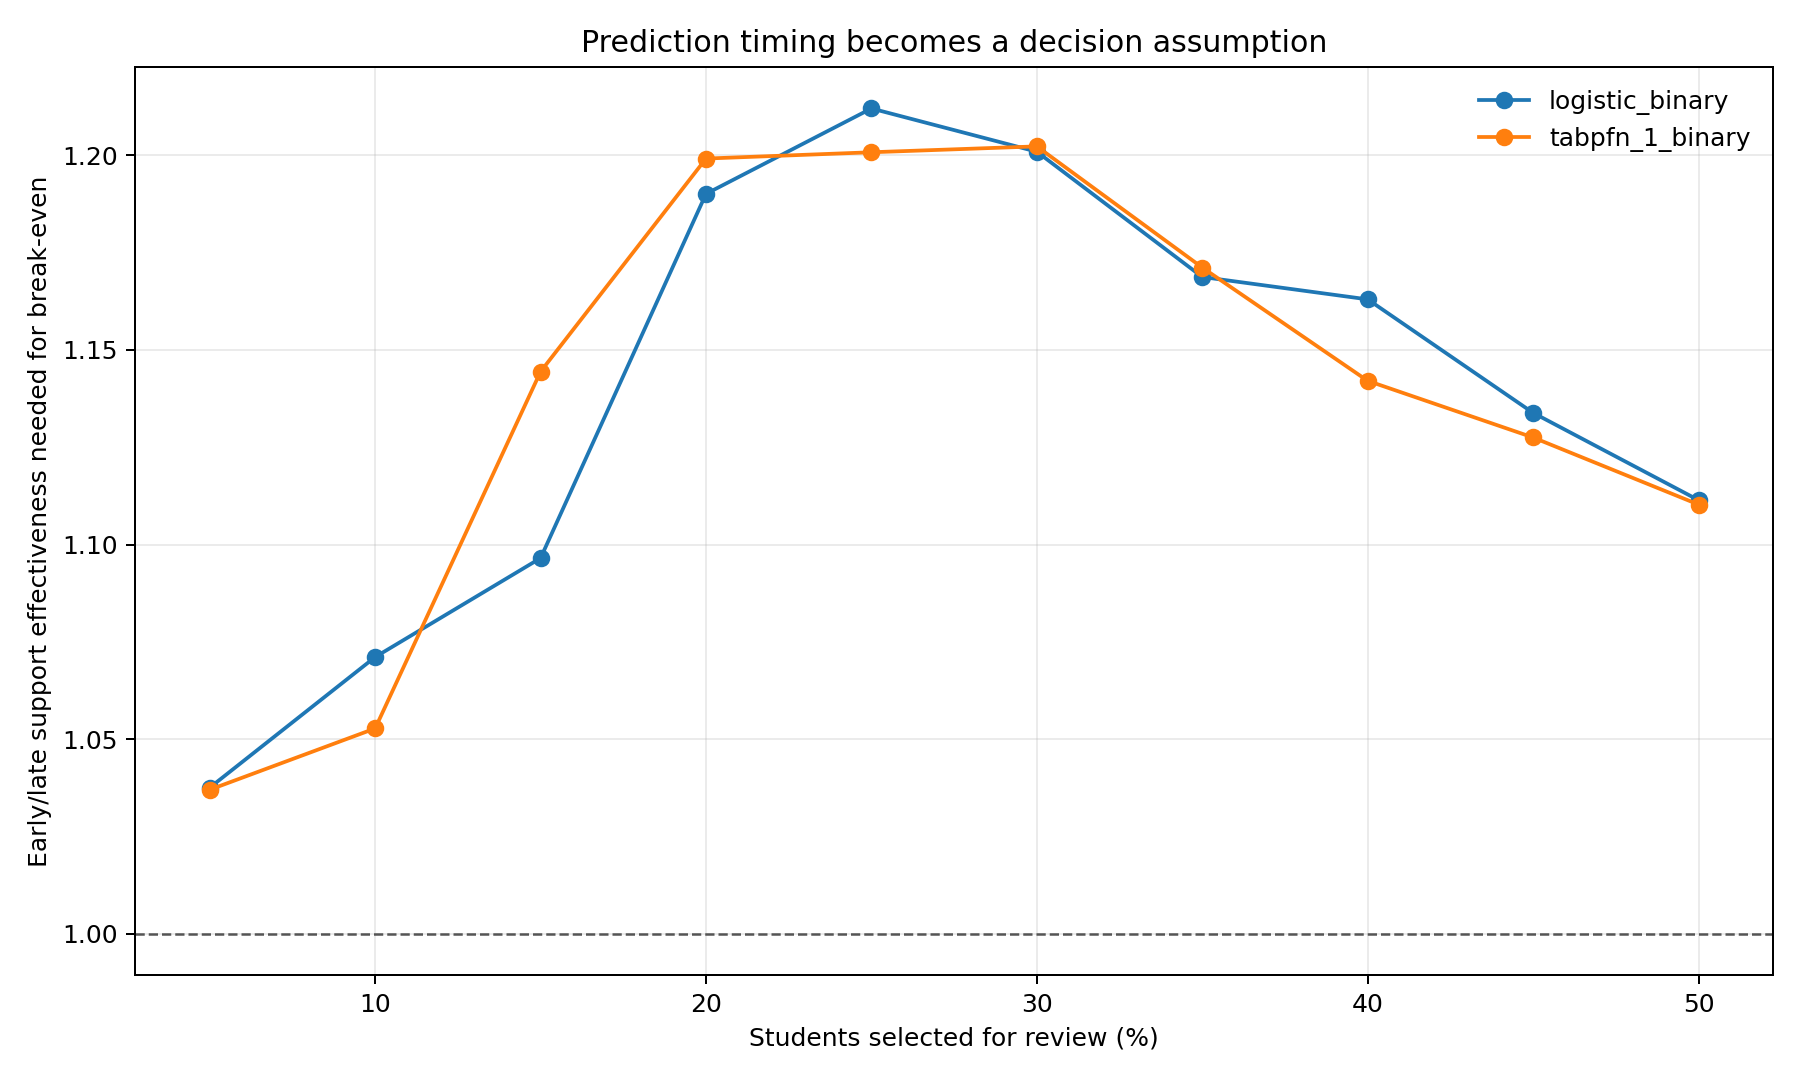 Prediction timing becomes a decision assumption
logistic_binary
tabpfn_1_binary
Early/late support effectiveness needed for break-even
1.20
1.15
1.10
1.05
1.00
10 20 30 40 50
Students selected for review (%)